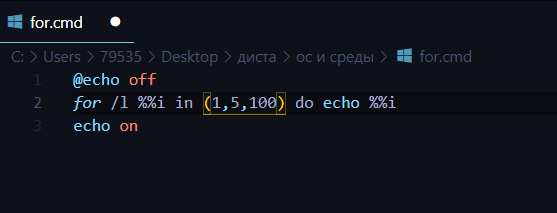 for.cmd
C: > Users > 79535 > Desktop > диста > ос и среды > for.cmd
1 @echo off
2 for /l %%i in (1,5,100) do echo %%i
3 echo on